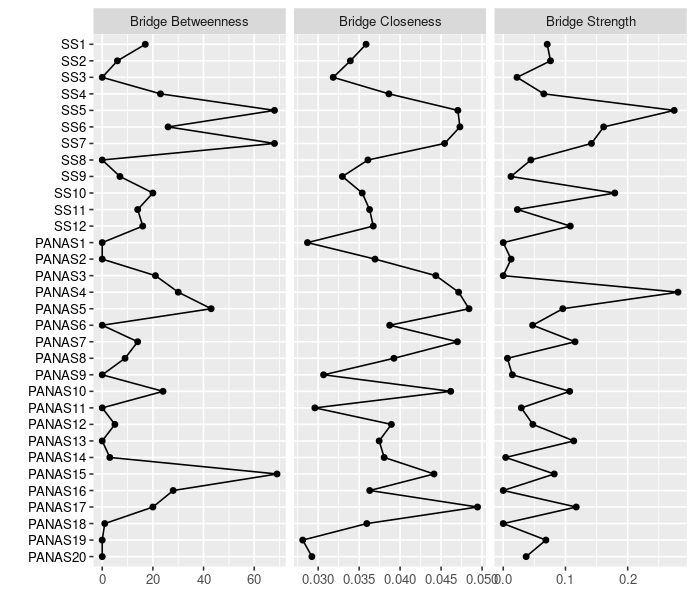 Bridge Betweenness Bridge Closeness Bridge Strength
SS1
SS2
SS3
SS4
SS5
SS6
SS7
SS8
SS9
SS10
SS11
SS12
PANAS1
PANAS2
PANAS3
PANAS4
PANAS5
PANAS6
PANAS7
PANAS8
PANAS9
PANAS10
PANAS11
PANAS12
PANAS13
PANAS14
PANAS15
PANAS16
PANAS17
PANAS18
PANAS19
PANAS20
0 20 40 60 0.030 0.035 0.040 0.045 0.050 0.0 0.1 0.2